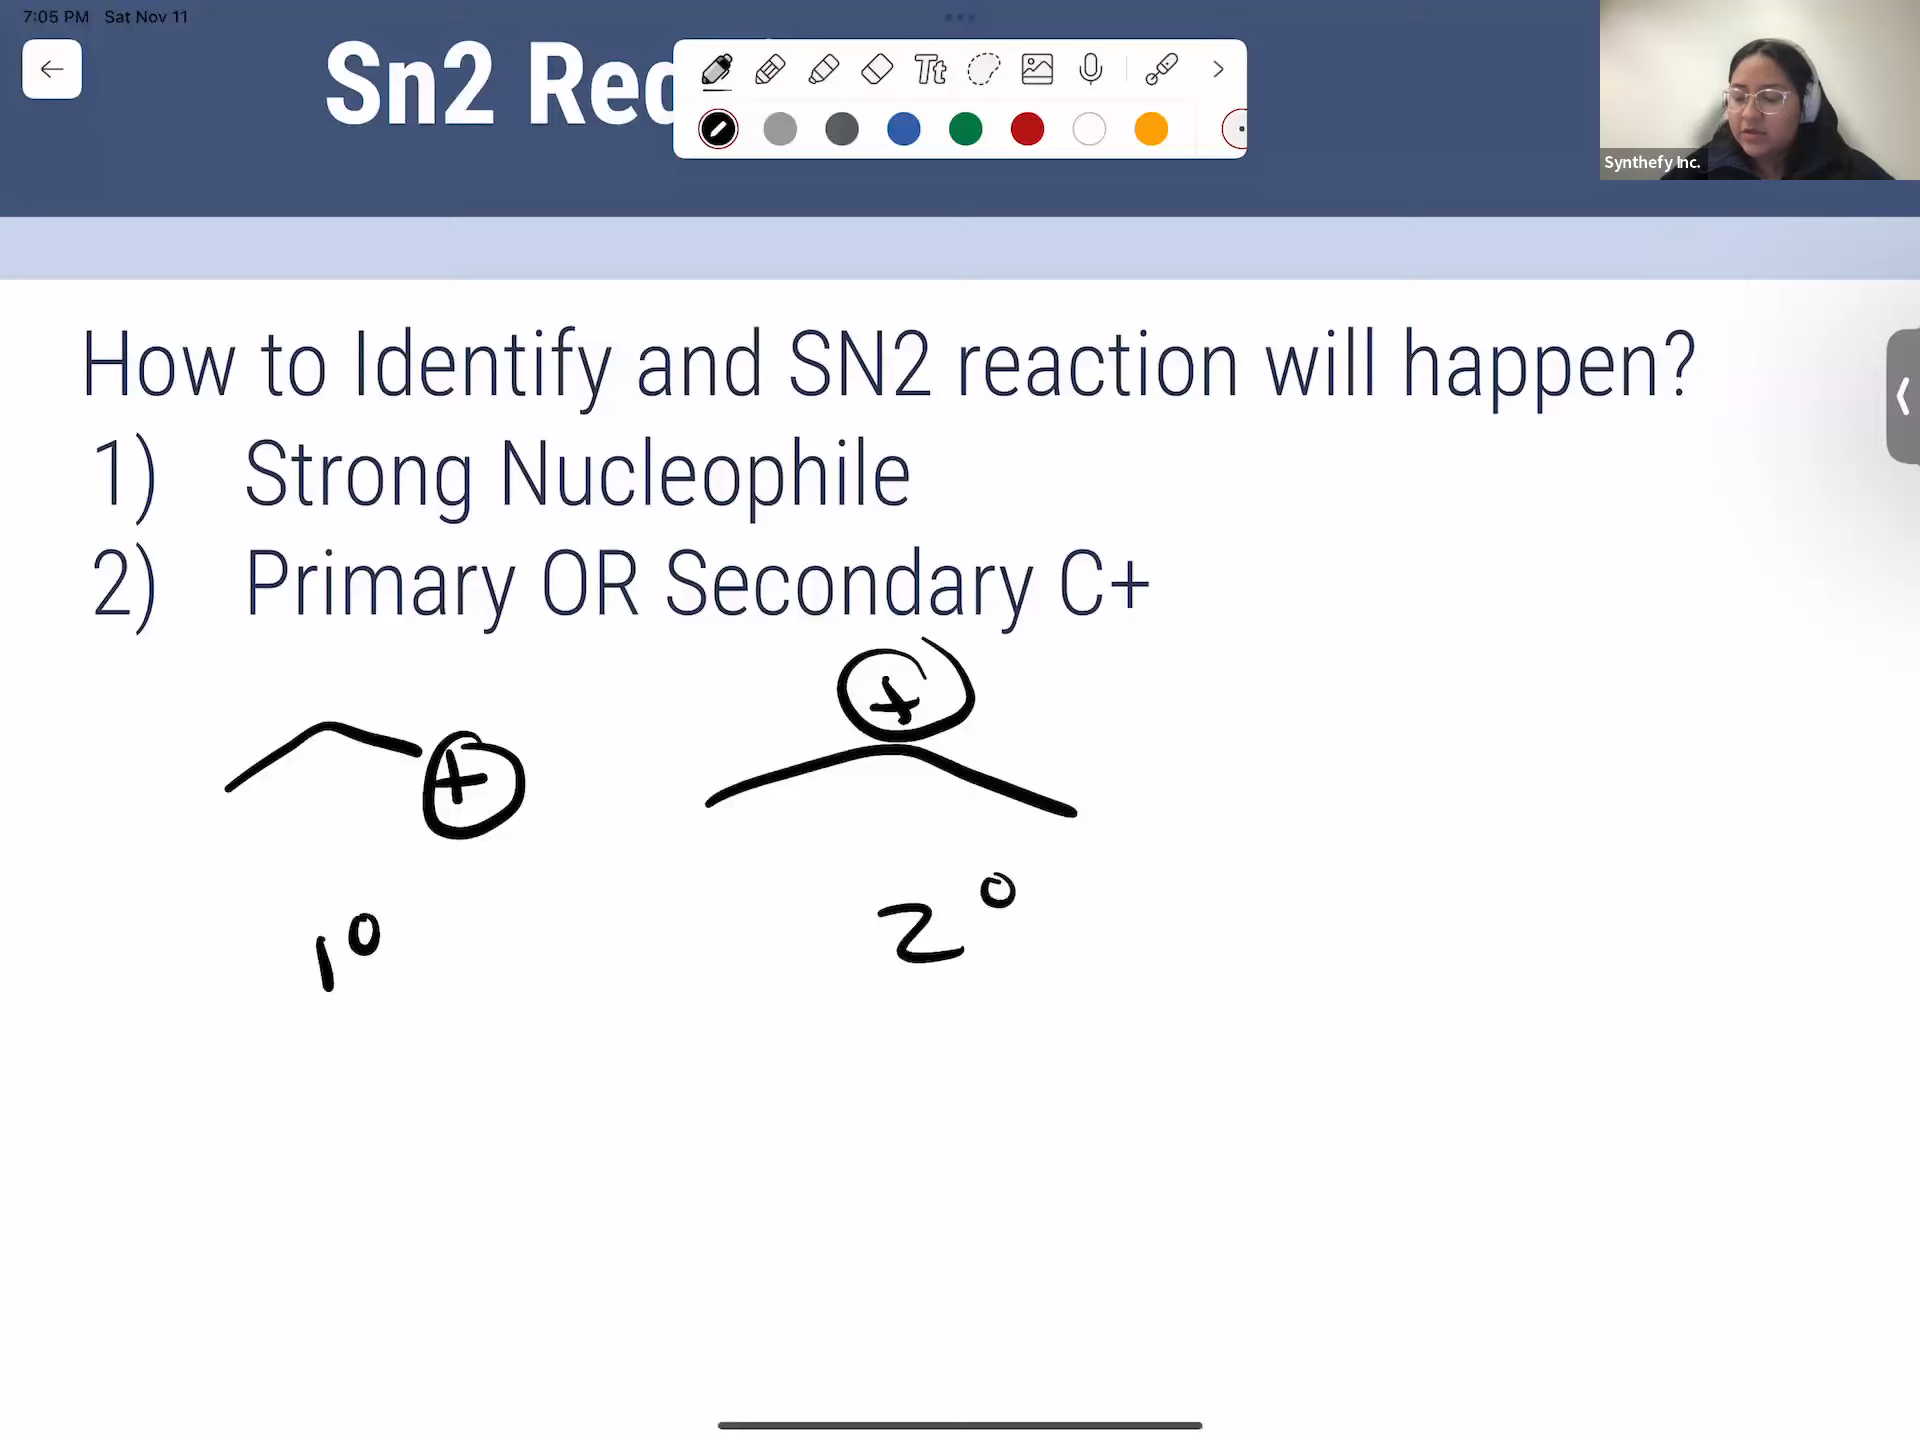 7:05 PM Sat Nov 11
Sn2
Tt
Synthefy Inc.
How to Identify and SN2 reaction will happen?
1) Strong Nucleophile
2) Primary OR Secondary C+
+
+
1°
2°